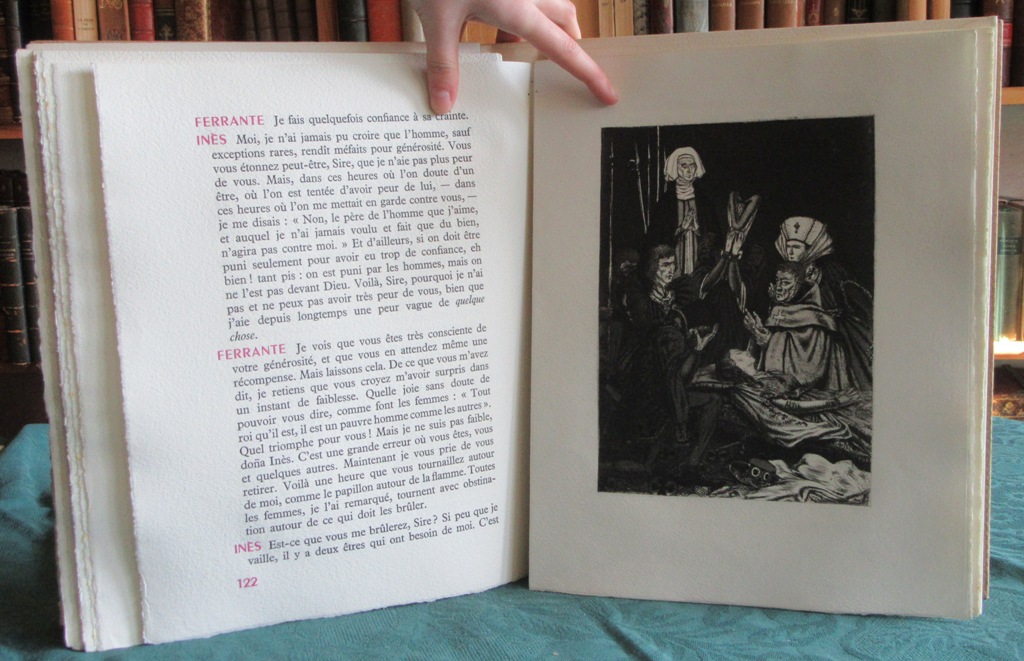 FERRANTE Je fais quelquefois confiance à sa crainte.
INÈS Moi, je n'ai jamais pu croire que l'homme, sauf
exceptions rares, rendît méfaits pour générosité. Vous
vous étonnez peut-être, Sire, que je n'aie pas plus peur
de vous. Mais, dans ces heures où l'on doute d'un
être, où l'on est tentée d'avoir peur de lui, — dans
ces heures où l'on me mettait en garde contre vous, —
je me disais : « Non, le père de l'homme que j'aime,
et auquel je n'ai jamais voulu et fait que du bien,
n'agira pas contre moi. » Et d'ailleurs, si on doit être
puni seulement pour avoir eu trop de confiance, eh
bien ! tant pis : on est puni par les hommes, mais on
ne l'est pas devant Dieu. Voilà, Sire, pourquoi je n'ai
pas et ne peux pas avoir très peur de vous, bien que
j'aie depuis longtemps une peur vague de quelque
chose.
FERRANTE Je vois que vous êtes très consciente de
votre générosité, et que vous en attendez même une
récompense. Mais laissons cela. De ce que vous m'avez
dit, je retiens que vous croyez m'avoir surpris dans
un instant de faiblesse. Quelle joie sans doute de
pouvoir vous dire, comme font les femmes : « Tout
roi qu'il est, il est un pauvre homme comme les autres ».
Quel triomphe pour vous ! Mais je ne suis pas faible,
doña Inès. C'est une grande erreur où vous êtes, vous
et quelques autres. Maintenant je vous prie de vous
retirer. Voilà une heure que vous tournaillez autour
de moi, comme le papillon autour de la flamme. Toutes
les femmes, je l'ai remarqué, tournent avec obstina-
tion autour de ce qui doit les brûler.
INÈS Est-ce que vous me brûlerez, Sire ? Si peu que je
vaille, il y a deux êtres qui ont besoin de moi. C'est
122